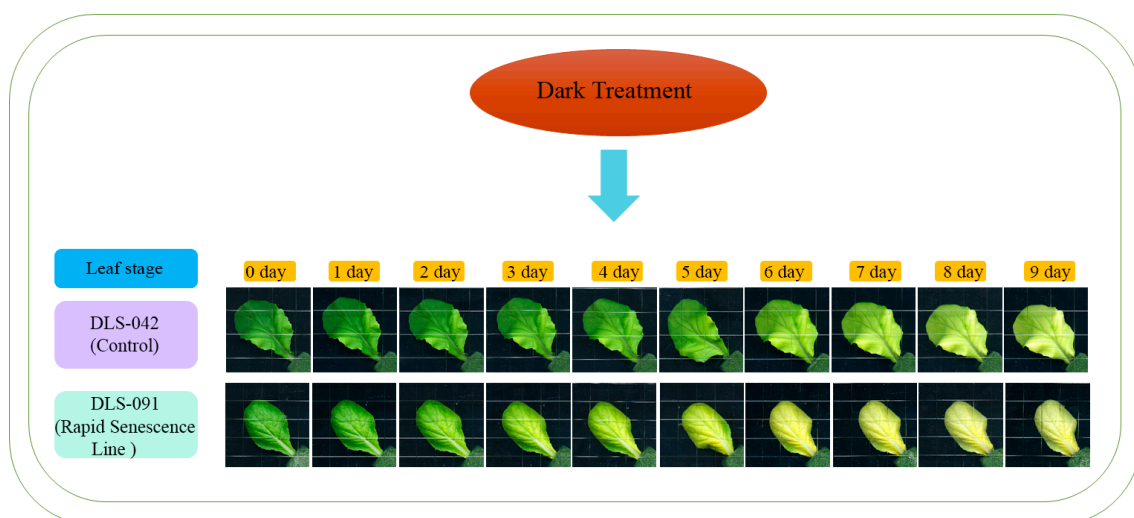 Dark Treatment
Leaf stage
0 day 1 day 2 day 3 day 4 day 5 day 6 day 7 day 8 day 9 day
DLS-042
(Control)
DLS-091
(Rapid Senescence
Line )